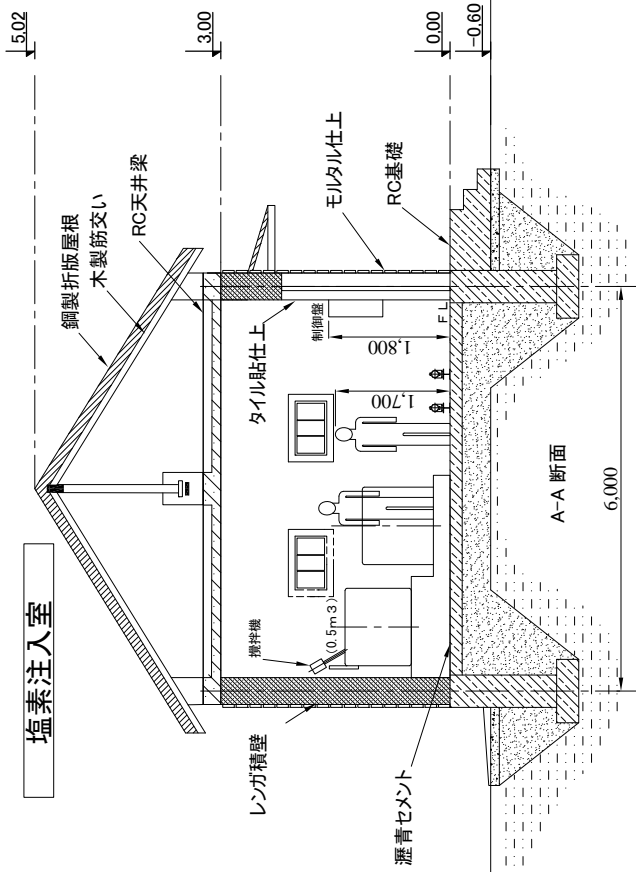 塩素注入室
5.02
3.00
0.00
-0.60
鋼製折版屋根
木製筋交い
RC天井梁
モルタル仕上
RC基礎
タイル貼仕上
制御盤
FL
1,800
1,700
攪拌機
(0.5m3)
レンガ積壁
瀝青セメント
A-A 断面
6,000